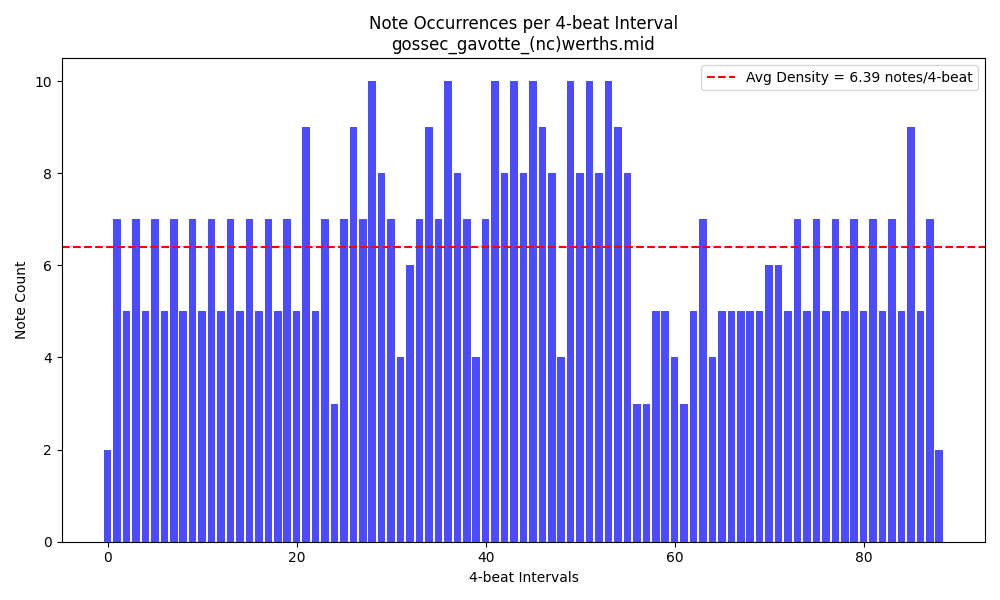 Note Occurrences per 4-beat Interval
gossec_gavotte_(nc)werths.mid
Avg Density = 6.39 notes/4-beat
10
8
6
4
2
0
Note Count
0 20 40 60 80
4-beat Intervals